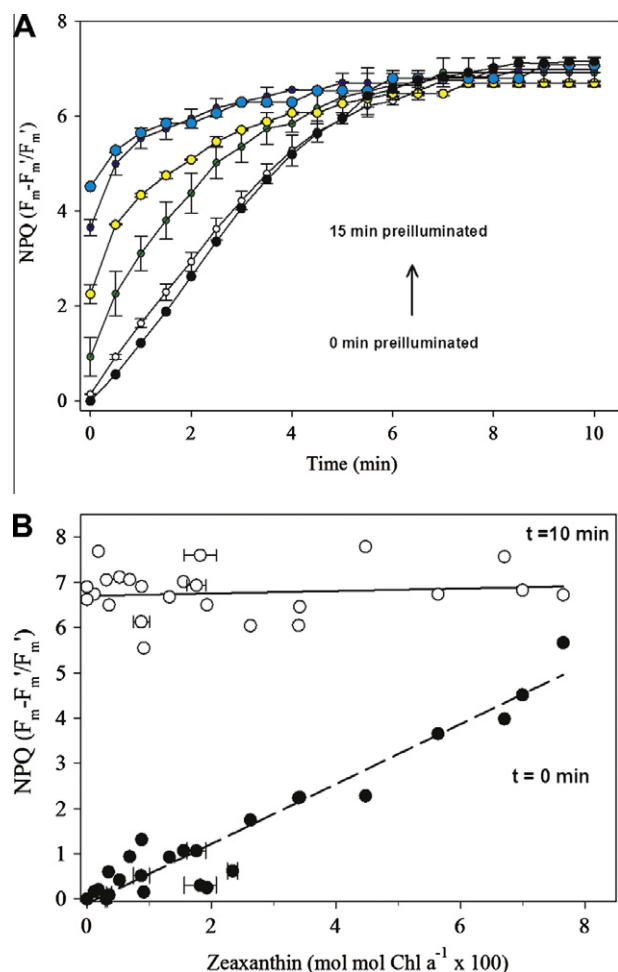 A
8
6
4
2
0
NPQ (Fm-Fm'/Fm')
15 min preilluminated
0 min preilluminated
0 2 4 6 8 10
Time (min)
B
8
7
6
5
4
3
2
1
0
NPQ (Fm-Fm'/Fm')
t =10 min
t = 0 min
0 2 4 6 8
Zeaxanthin (mol mol Chl a⁻¹ x 100)